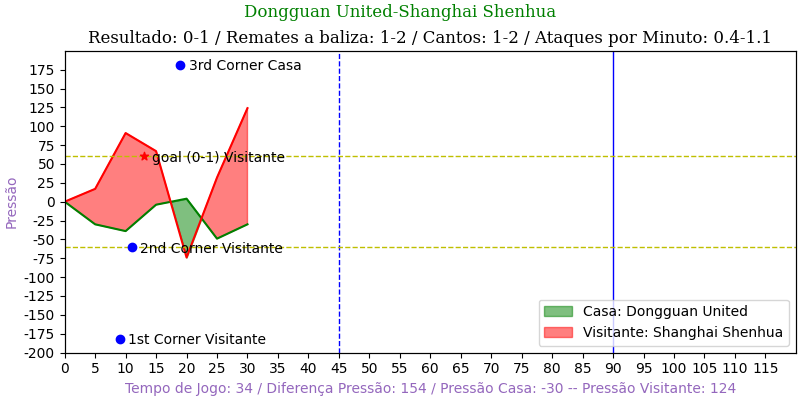 Dongguan United-Shanghai Shenhua
Resultado: 0-1 / Remates a baliza: 1-2 / Cantos: 1-2 / Ataques por Minuto: 0.4-1.1
Pressão
175
150
125
100
75
50
25
0
-25
-50
-75
-100
-125
-150
-175
-200
3rd Corner Casa
goal (0-1) Visitante
2nd Corner Visitante
1st Corner Visitante
Casa: Dongguan United
Visitante: Shanghai Shenhua
0 5 10 15 20 25 30 35 40 45 50 55 60 65 70 75 80 85 90 95 100 105 110 115
Tempo de Jogo: 34 / Diferença Pressão: 154 / Pressão Casa: -30 -- Pressão Visitante: 124